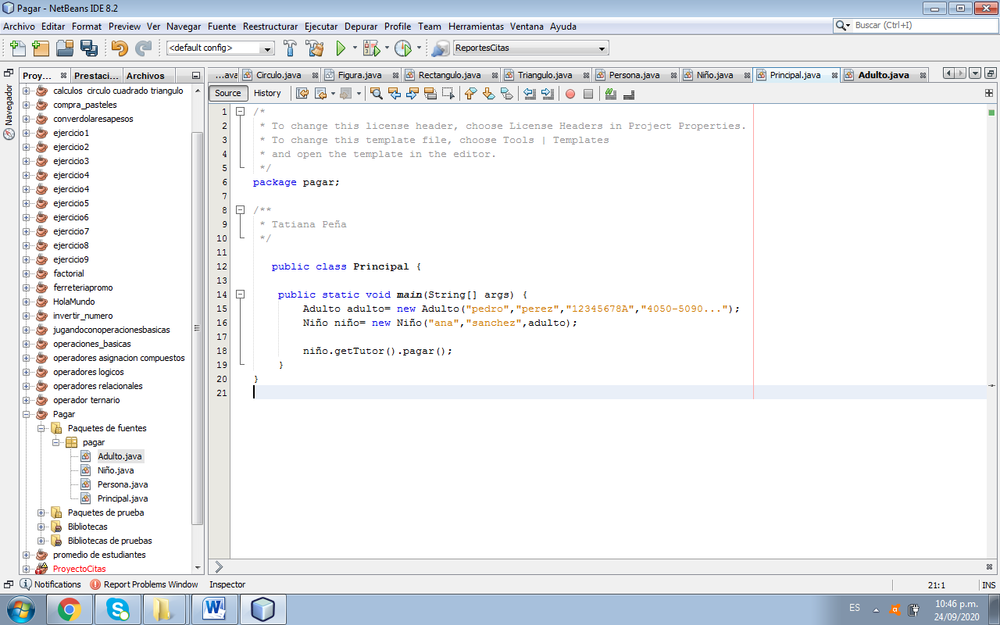 Pagar - NetBeans IDE 8.2
Archivo Editar Format Preview Ver Navegar Fuente Reestructurar Ejecutar Depurar Profile Team Herramientas Ventana Ayuda
Buscar (Ctrl+I)
<default config>
ReportesCitas
Proy... Prestaci... Archivos
...ava Circulo.java Figura.java Rectangulo.java Triangulo.java Persona.java Niño.java Principal.java Adulto.java
Source History
Navegador
calculos circulo cuadrado triangulo
compra_pasteles
converdolaresapesos
ejercicio1
ejercicio2
ejercicio3
ejercicio4
ejercicio4
ejercicio5
ejercicio6
ejercicio7
ejercicio8
ejercicio9
factorial
ferreteriapromo
HolaMundo
invertir_numero
jugandoconoperacionesbasicas
operaciones_basicas
operadores asignacion compuestos
operadores logicos
operadores relacionales
operador ternario
Pagar
Paquetes de fuentes
pagar
Adulto.java
Niño.java
Persona.java
Principal.java
Paquetes de prueba
Bibliotecas
Bibliotecas de pruebas
promedio de estudiantes
ProyectoCitas
1 /*
2 * To change this license header, choose License Headers in Project Properties.
3 * To change this template file, choose Tools | Templates
4 * and open the template in the editor.
5 */
6 package pagar;
7
8 /**
9 * Tatiana Peña
10 */
11
12 public class Principal {
13
14 public static void main(String[] args) {
15 Adulto adulto= new Adulto("pedro","perez","12345678A","4050-5090...");
16 Niño niño= new Niño("ana","sanchez",adulto);
17
18 niño.getTutor().pagar();
19 }
20 }
21
Notifications Report Problems Window Inspector
21:1 INS
ES
10:46 p.m.
24/09/2020